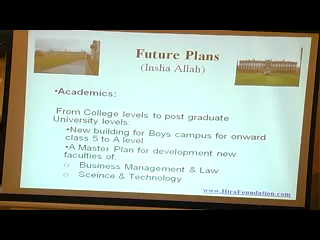 Future Plans
(Insha Allah)
•Academics:
From College levels to post graduate
University levels:
•New building for Boys campus for onward
class 5 to A level
•A Master Plan for development new
faculties of:
o Business Management & Law
o Sceince & Technology
www.HiraFoundation.com